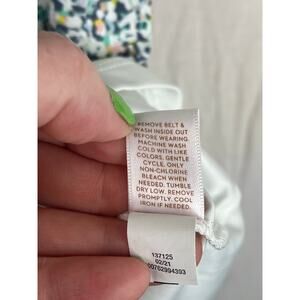 REMOVE BELT &
WASH INSIDE OUT
BEFORE WEARING.
MACHINE WASH
COLD WITH LIKE
COLORS. GENTLE
CYCLE. ONLY
NON-CHLORINE
BLEACH WHEN
NEEDED. TUMBLE
DRY LOW. REMOVE
PROMPTLY. COOL
IRON IF NEEDED.
137125
02/21
00762994393